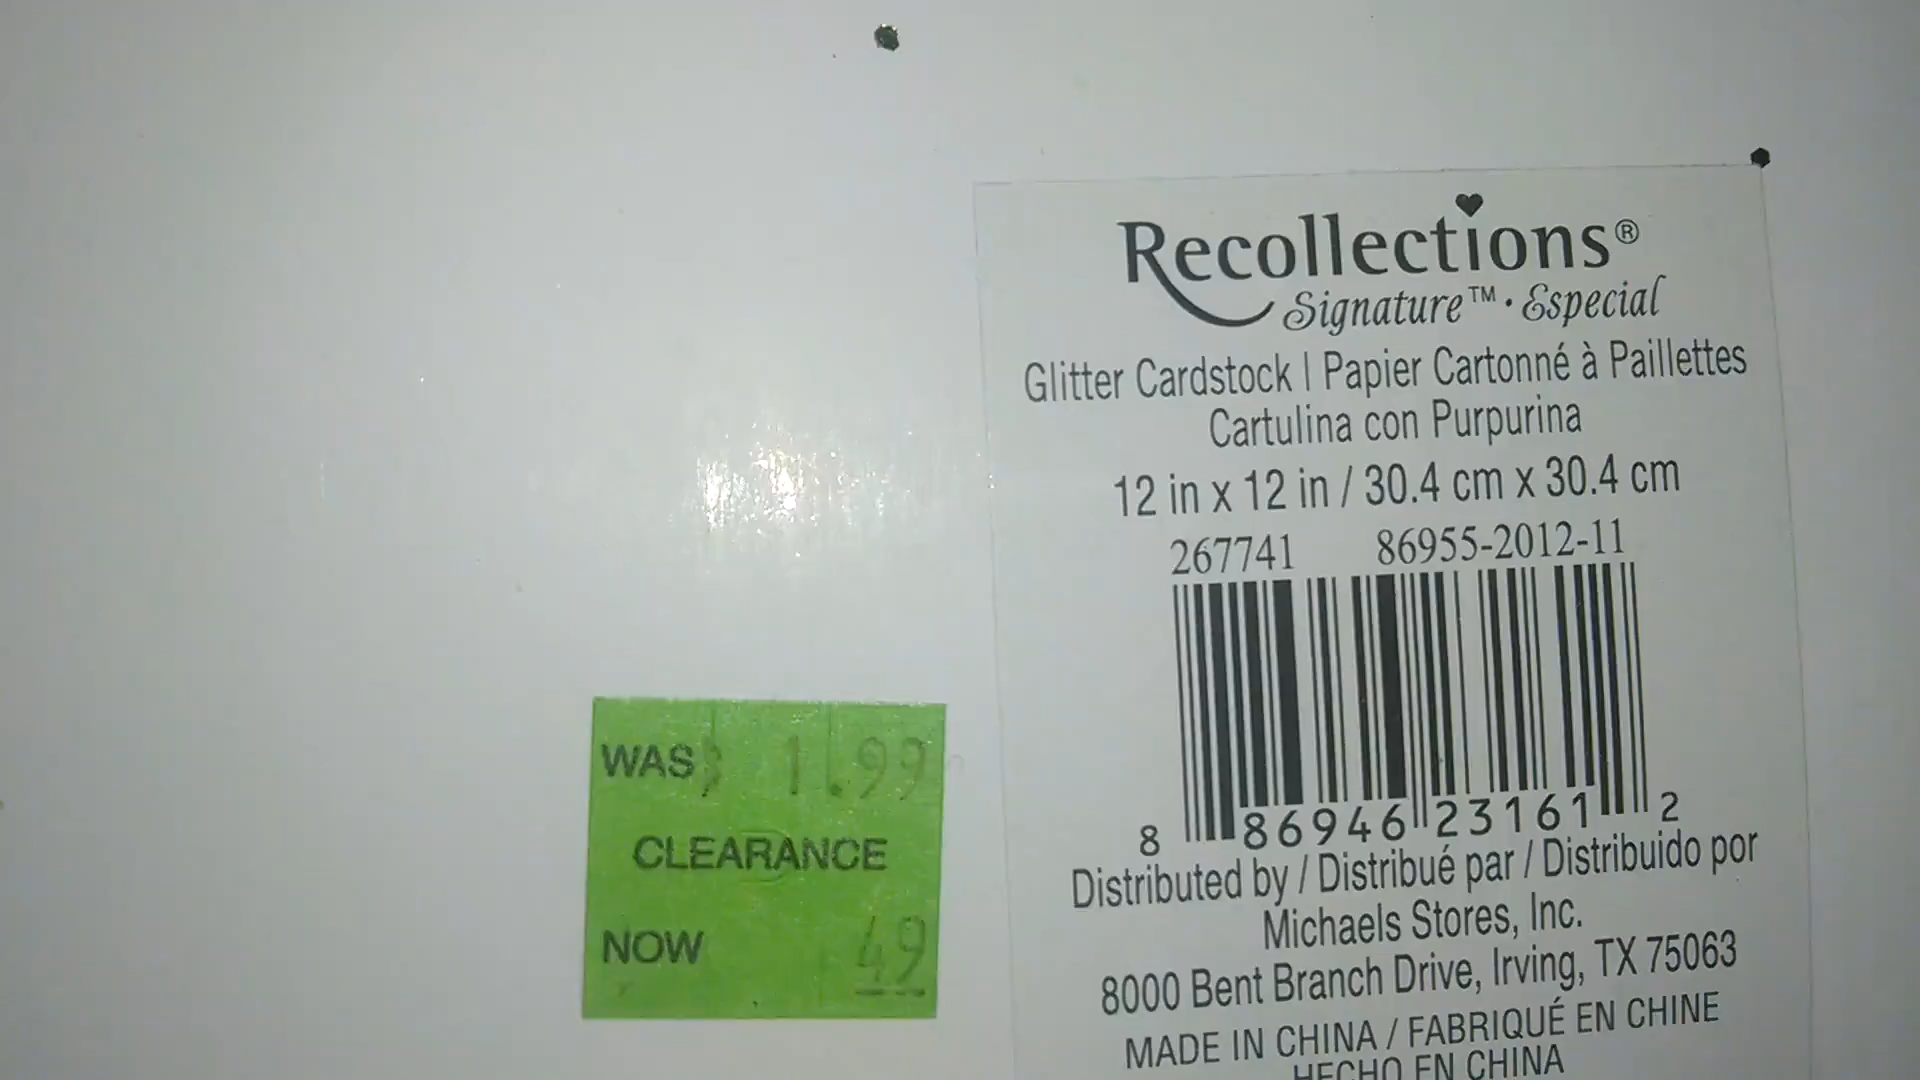 Recollections®
Signature™ · Especial
Glitter Cardstock | Papier Cartonné à Paillettes
Cartulina con Purpurina
12 in x 12 in / 30.4 cm x 30.4 cm
267741 86955-2012-11
8 86946 23161 2
Distributed by / Distribué par / Distribuido por
Michaels Stores, Inc.
8000 Bent Branch Drive, Irving, TX 75063
MADE IN CHINA / FABRIQUÉ EN CHINE
HECHO EN CHINA
WAS 1.99
CLEARANCE
NOW 49